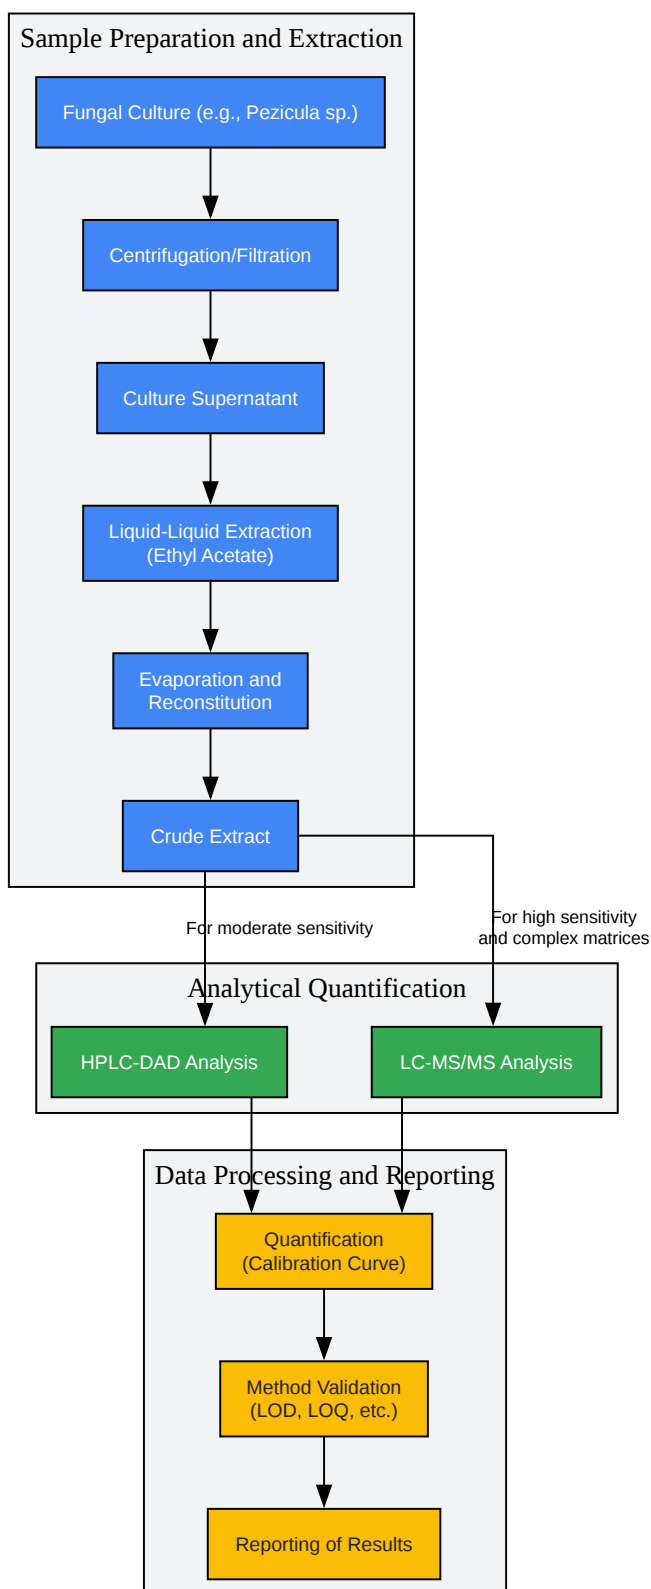 Sample Preparation and Extraction
Fungal Culture (e.g., Pezicula sp.)
Centrifugation/Filtration
Culture Supernatant
Liquid-Liquid Extraction
(Ethyl Acetate)
Evaporation and
Reconstitution
Crude Extract
For moderate sensitivity
For high sensitivity
and complex matrices
Analytical Quantification
HPLC-DAD Analysis
LC-MS/MS Analysis
Data Processing and Reporting
Quantification
(Calibration Curve)
Method Validation
(LOD, LOQ, etc.)
Reporting of Results